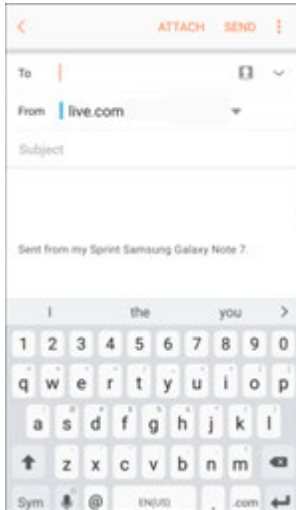 ATTACH SEND
To
From live.com
Subject
Sent from my Sprint Samsung Galaxy Note 7.
I the you
1 2 3 4 5 6 7 8 9 0
q w e r t y u i o p
a s d f g h j k l
z x c v b n m
Sym @ EN(US) . .com